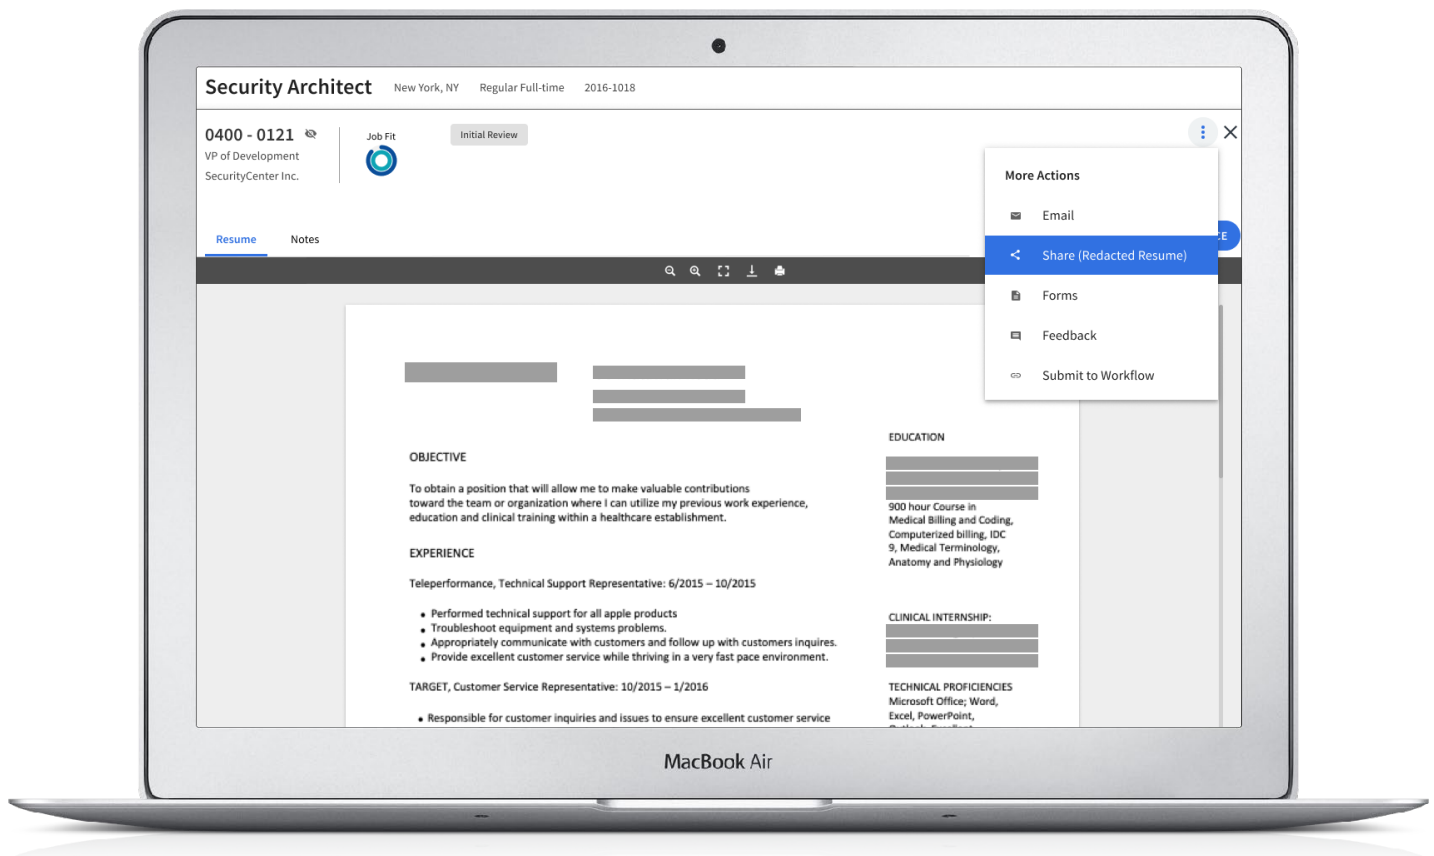 Security Architect New York, NY Regular Full-time 2016-1018
0400 - 0121
VP of Development
SecurityCenter Inc.
Job Fit
Initial Review
More Actions
Email
Share (Redacted Resume)
Forms
Feedback
Submit to Workflow
Resume Notes
OBJECTIVE
To obtain a position that will allow me to make valuable contributions
toward the team or organization where I can utilize my previous work experience,
education and clinical training within a healthcare establishment.
EXPERIENCE
Teleperformance, Technical Support Representative: 6/2015 – 10/2015
• Performed technical support for all apple products
• Troubleshoot equipment and systems problems.
• Appropriately communicate with customers and follow up with customers inquires.
• Provide excellent customer service while thriving in a very fast pace environment.
TARGET, Customer Service Representative: 10/2015 – 1/2016
• Responsible for customer inquiries and issues to ensure excellent customer service
EDUCATION
900 hour Course in
Medical Billing and Coding,
Computerized billing, IDC
9, Medical Terminology,
Anatomy and Physiology
CLINICAL INTERNSHIP:
TECHNICAL PROFICIENCIES
Microsoft Office; Word,
Excel, PowerPoint,
MacBook Air